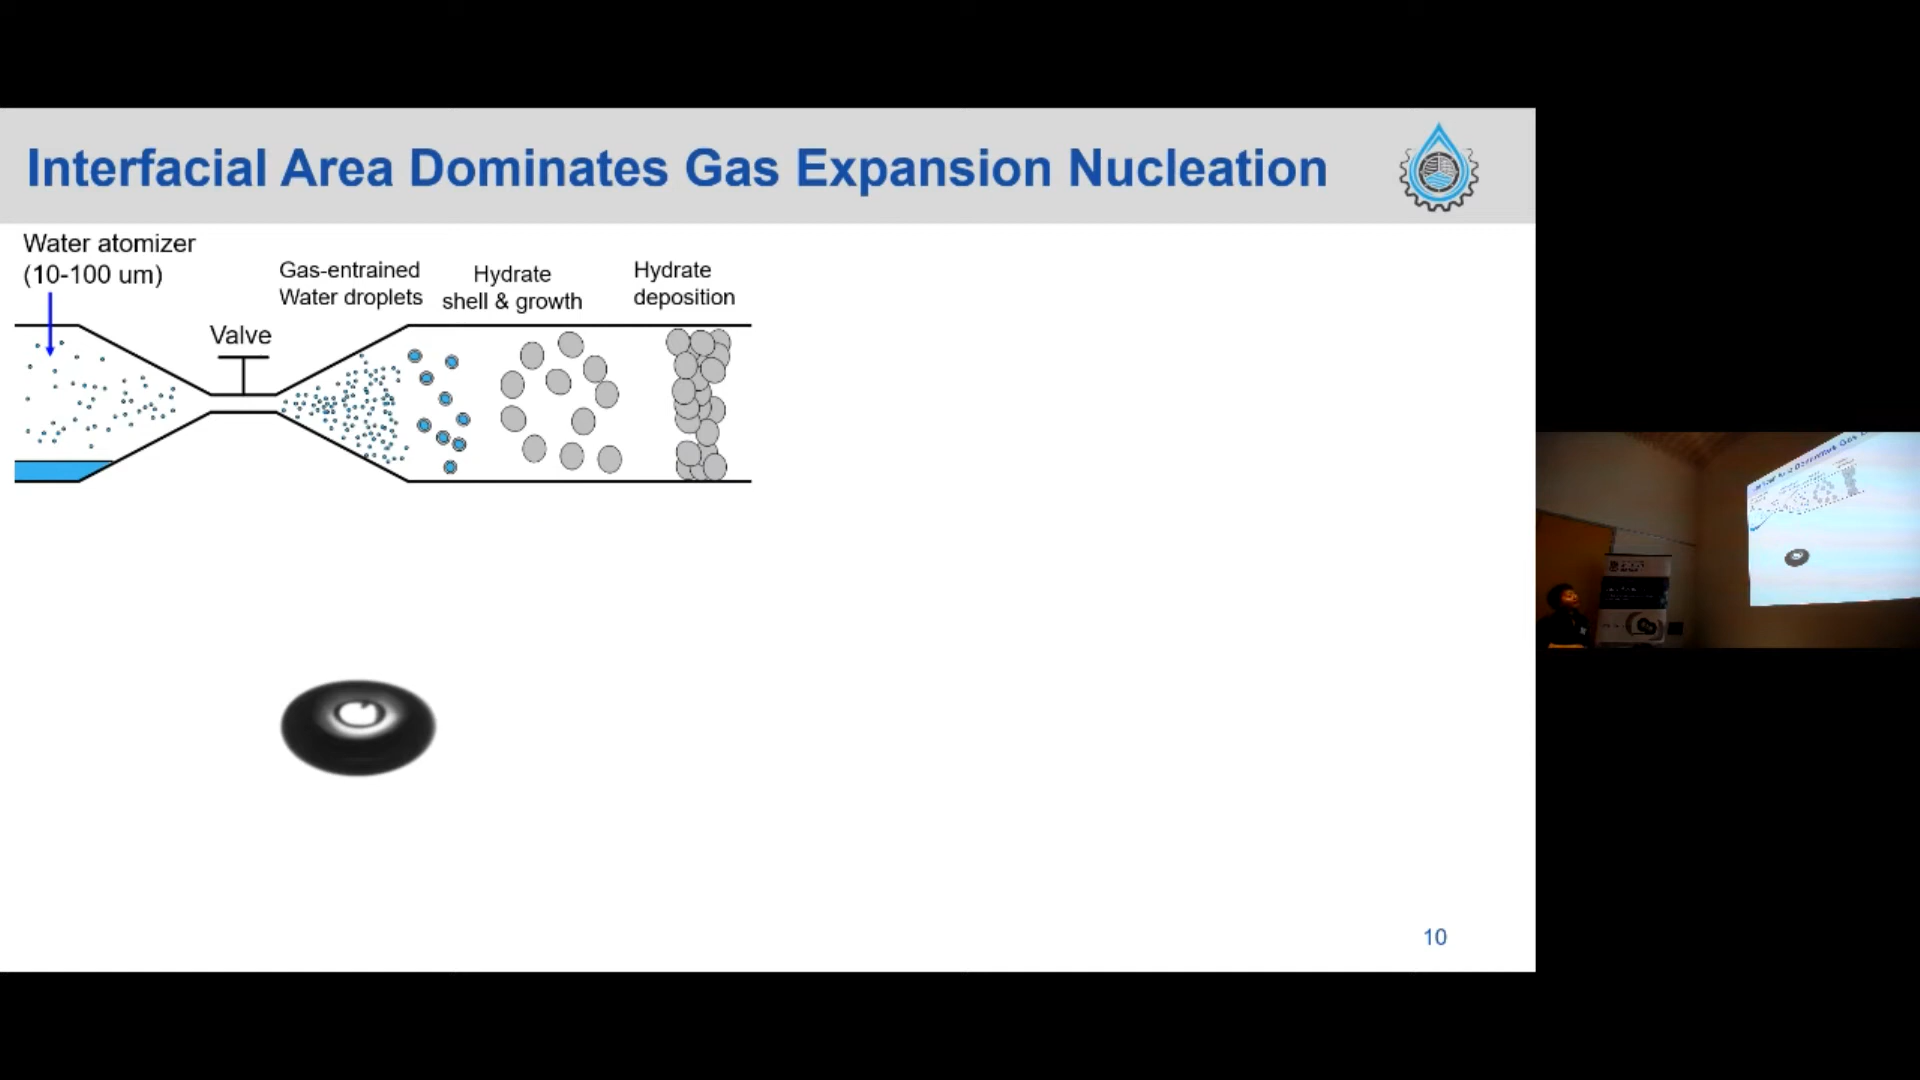 Interfacial Area Dominates Gas Expansion Nucleation
Water atomizer
(10-100 um)
Gas-entrained
Water droplets
Hydrate
shell & growth
Hydrate
deposition
Valve
10